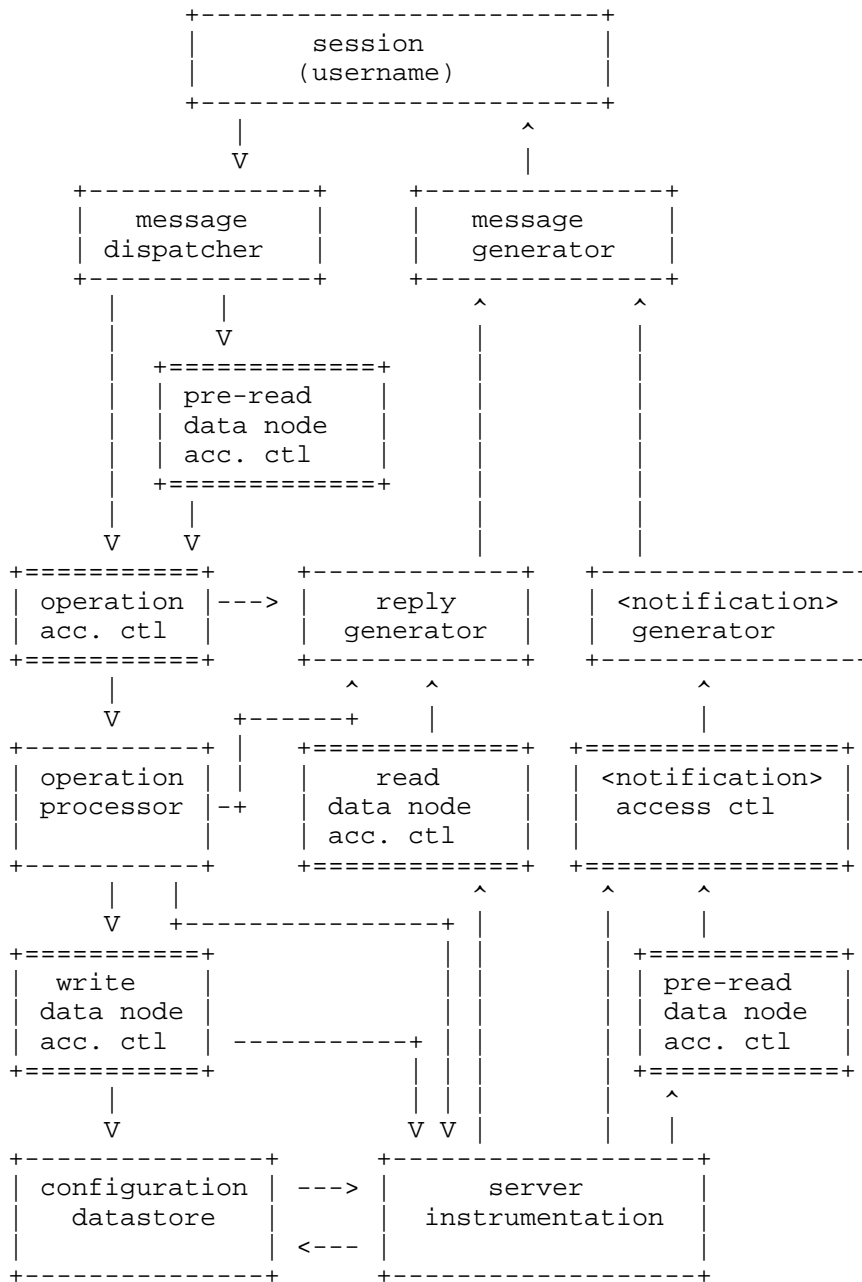 session
(username)
message
dispatcher
message
generator
pre-read
data node
acc. ctl
operation
acc. ctl
reply
generator
<notification>
generator
operation
processor
read
data node
acc. ctl
<notification>
access ctl
write
data node
acc. ctl
pre-read
data node
acc. ctl
configuration
datastore
server
instrumentation